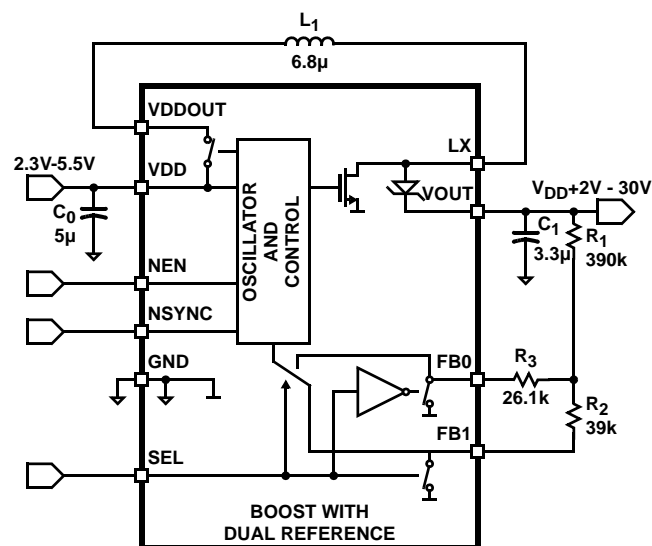 L1
6.8µ
VDDOUT
LX
2.3V-5.5V
VDD
OSCILLATOR
AND
CONTROL
VOUT
VDD+2V - 30V
C0
5µ
C1
3.3µ
R1
390k
NEN
NSYNC
GND
FB0
R3
26.1k
R2
39k
FB1
SEL
BOOST WITH
DUAL REFERENCE